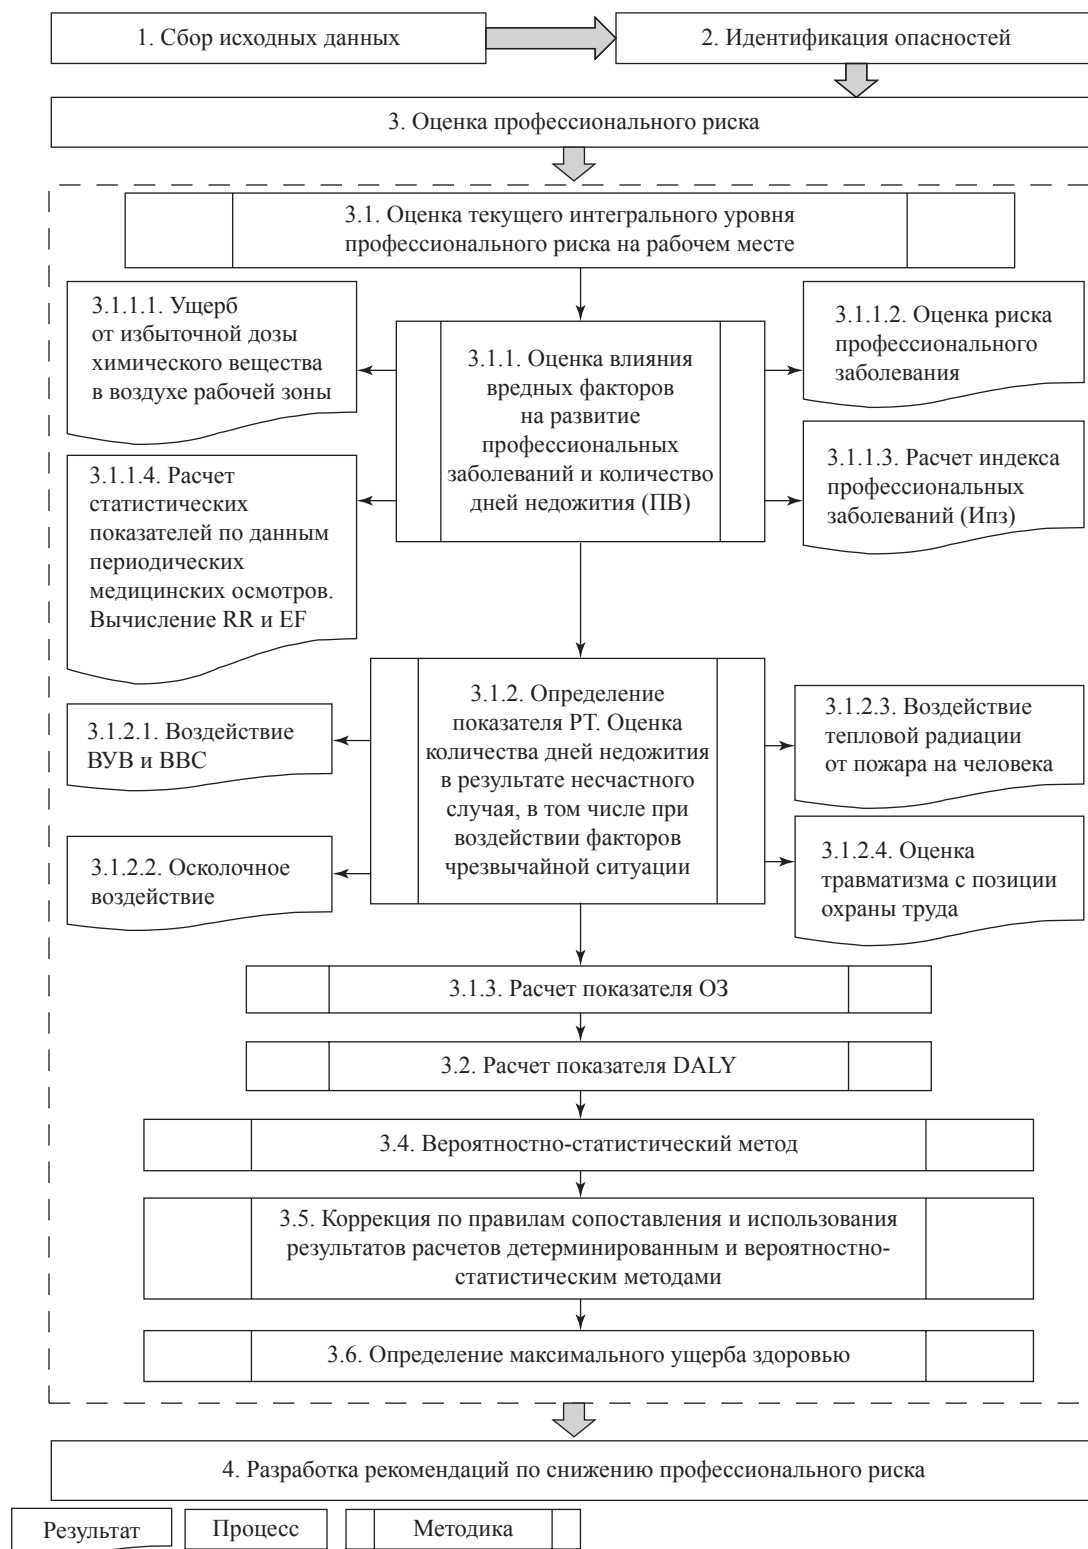 1. Сбор исходных данных
2. Идентификация опасностей
3. Оценка профессионального риска
3.1. Оценка текущего интегрального уровня
профессионального риска на рабочем месте
3.1.1.1. Ущерб
от избыточной дозы
химического вещества
в воздухе рабочей зоны
3.1.1. Оценка влияния
вредных факторов
на развитие
профессиональных
заболеваний и количество
дней недожития (ПВ)
3.1.1.2. Оценка риска
профессионального
заболевания
3.1.1.4. Расчет
статистических
показателей по данным
периодических
медицинских осмотров.
Вычисление RR и EF
3.1.1.3. Расчет индекса
профессиональных
заболеваний (Ипз)
3.1.2. Определение
показателя РТ. Оценка
количества дней недожития
в результате несчастного
случая, в том числе при
воздействии факторов
чрезвычайной ситуации
3.1.2.1. Воздействие
ВУВ и ВВС
3.1.2.3. Воздействие
тепловой радиации
от пожара на человека
3.1.2.2. Осколочное
воздействие
3.1.2.4. Оценка
травматизма с позиции
охраны труда
3.1.3. Расчет показателя ОЗ
3.2. Расчет показателя DALY
3.4. Вероятностно-статистический метод
3.5. Коррекция по правилам сопоставления и использования
результатов расчетов детерминированным и вероятностно-
статистическим методами
3.6. Определение максимального ущерба здоровью
4. Разработка рекомендаций по снижению профессионального риска
Результат
Процесс
Методика